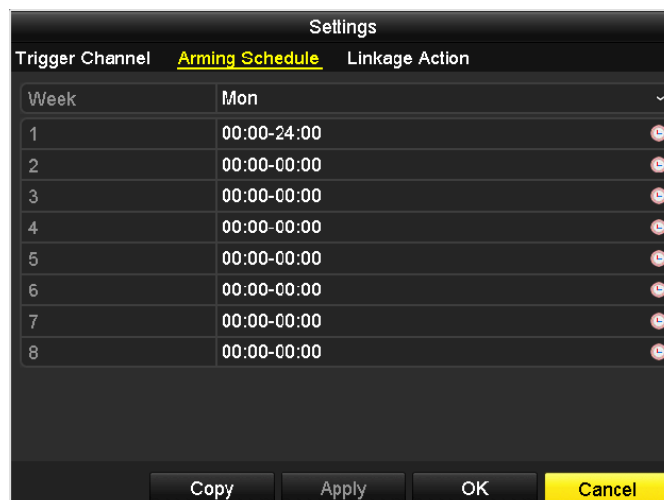 Settings
Trigger Channel Arming Schedule Linkage Action
Week Mon
1 00:00-24:00
2 00:00-00:00
3 00:00-00:00
4 00:00-00:00
5 00:00-00:00
6 00:00-00:00
7 00:00-00:00
8 00:00-00:00
Copy Apply OK Cancel